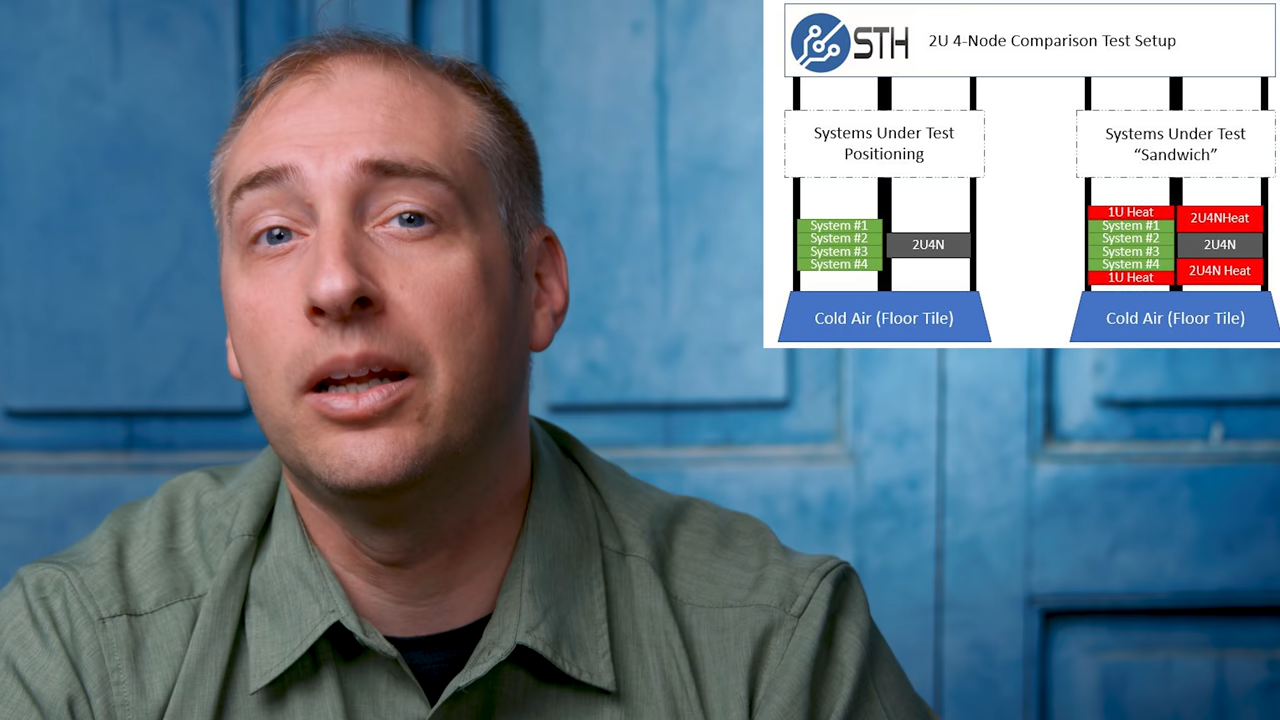 STH 2U 4-Node Comparison Test Setup
Systems Under Test
Positioning
Systems Under Test
“Sandwich”
System #1
System #2
System #3
System #4
2U4N
1U Heat
System #1
System #2
System #3
System #4
1U Heat
2U4NHeat
2U4N
2U4N Heat
Cold Air (Floor Tile)
Cold Air (Floor Tile)